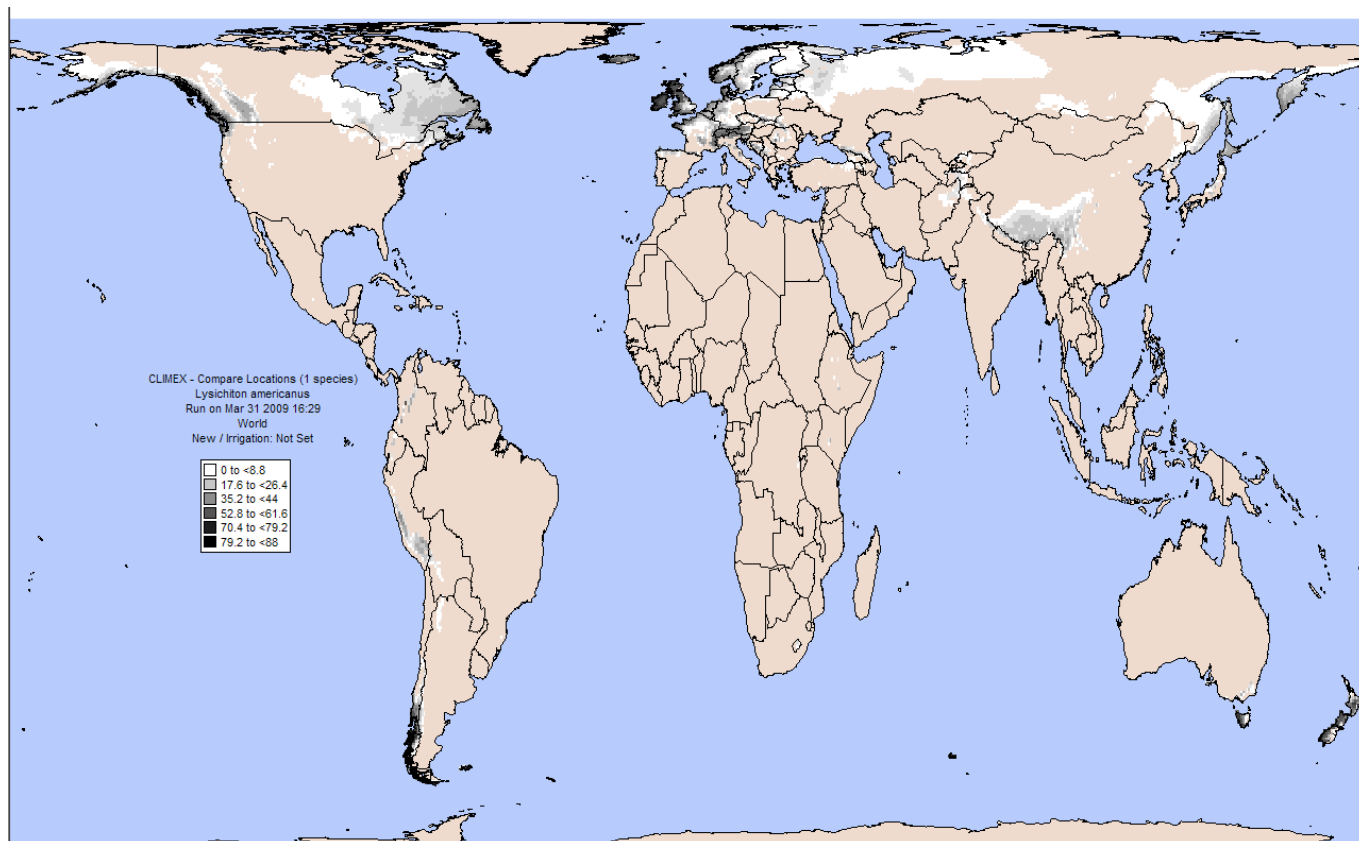 CLIMEX - Compare Locations (1 species)
Lysichiton americanus
Run on Mar 31 2009 16:29
World
New / Irrigation: Not Set
0 to <8.8
17.6 to <26.4
35.2 to <44
52.8 to <61.6
70.4 to <79.2
79.2 to <88